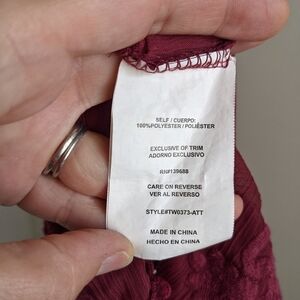 SELF / CUERPO:
100%POLYESTER / POLIÉSTER
EXCLUSIVE OF TRIM
ADORNO EXCLUSIVO
RN#139688
CARE ON REVERSE
VER AL REVERSO
STYLE#TW0373-ATT
MADE IN CHINA
HECHO EN CHINA